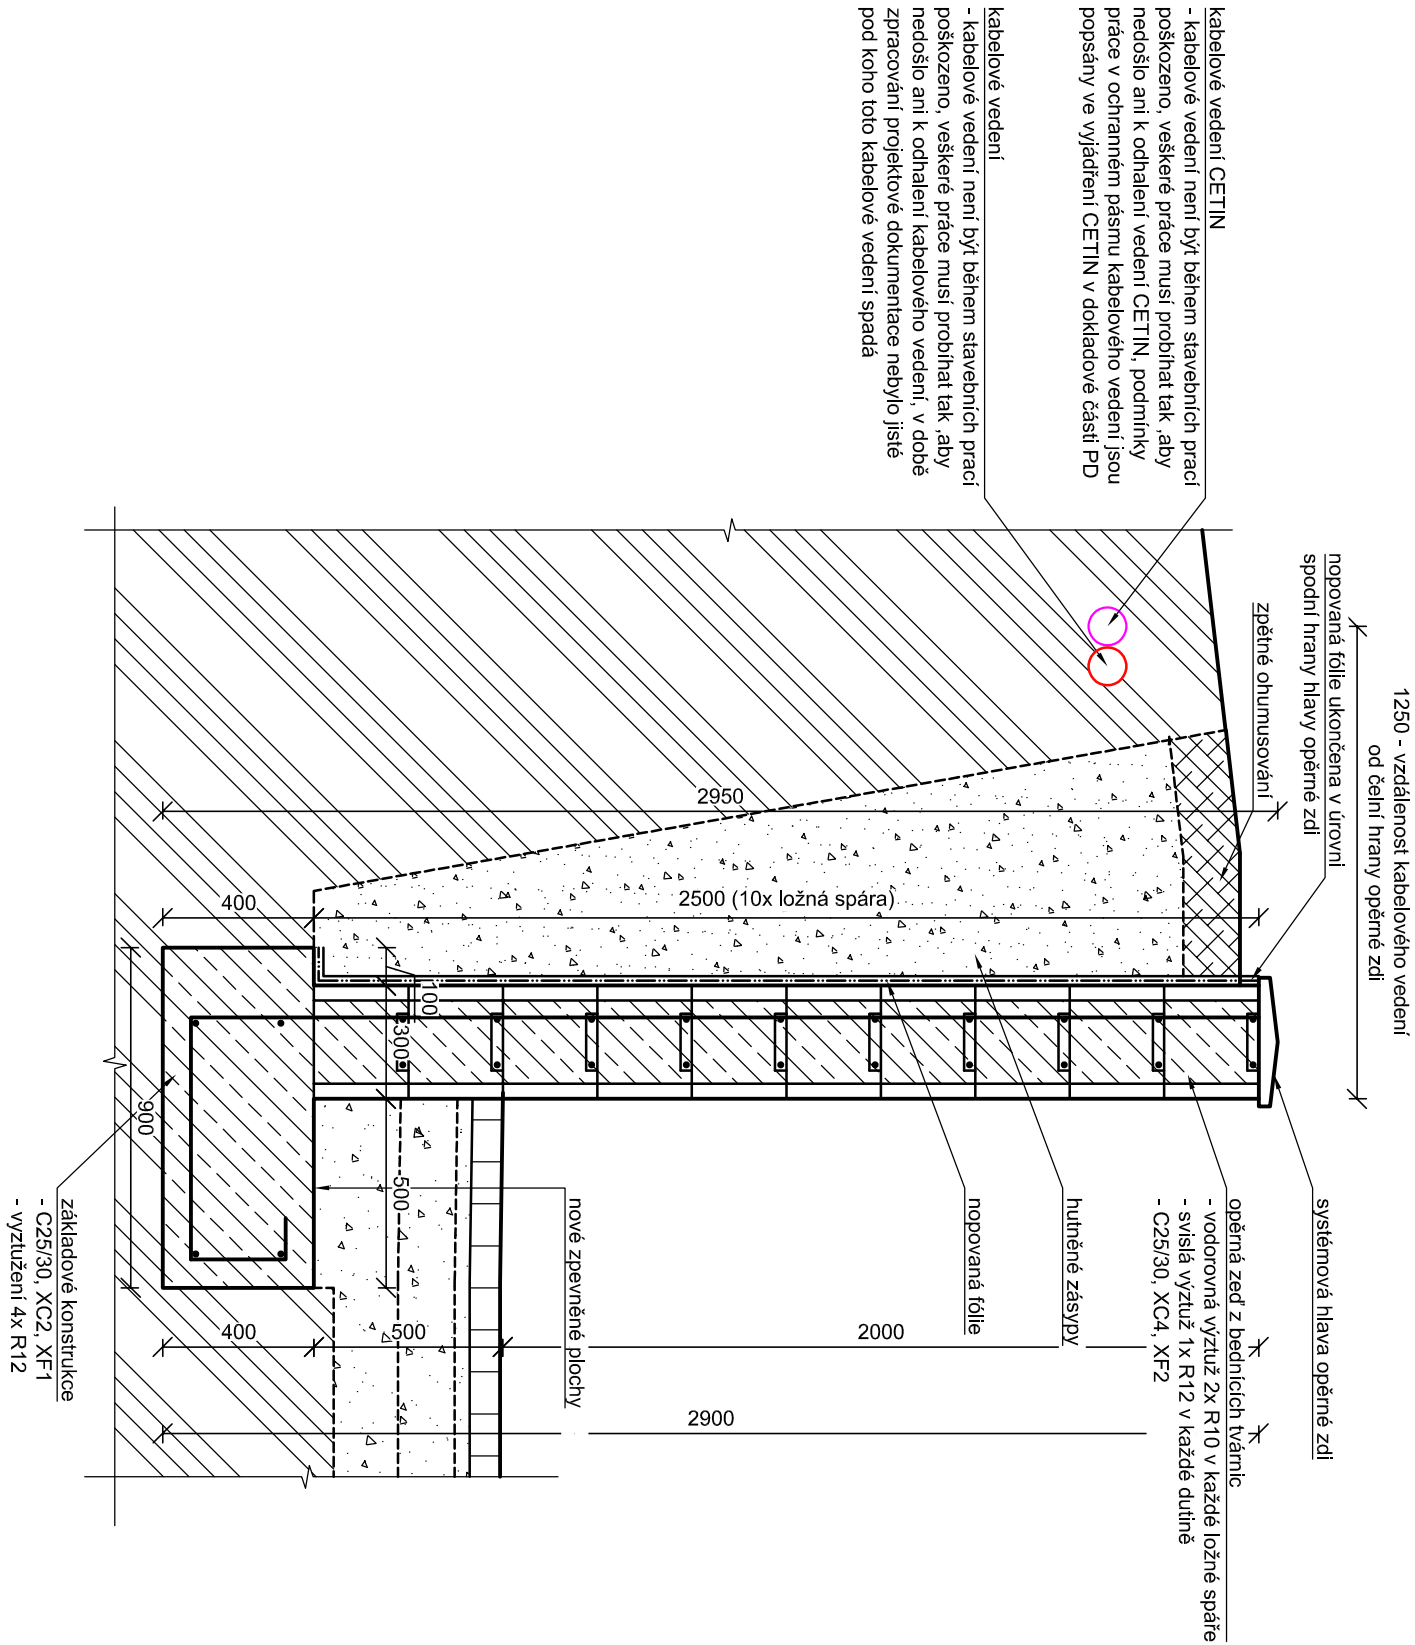 kabelové vedení CETIN
- kabelové vedení není být během stavebních prací
poškozeno, veškeré práce musí probíhat tak ,aby
nedošlo ani k odhalení vedení CETIN, podmínky
práce v ochranném pásmu kabelového vedení jsou
popsány ve vyjádření CETIN v dokladové části PD
kabelové vedení
- kabelové vedení není být během stavebních prací
poškozeno, veškeré práce musí probíhat tak ,aby
nedošlo ani k odhalení kabelového vedení, v době
zpracování projektové dokumentace nebylo jisté
pod koho toto kabelové vedení spadá
1250 - vzdálenost kabelového vedení
od čelní hrany opěrné zdi
nopovaná fólie ukončena v úrovni
spodní hrany hlavy opěrné zdi
zpětné ohumusování
2950
400
2500 (10x ložná spára)
100
300
500
900
systémová hlava opěrné zdi
opěrná zeď z bednících tvárnic
- vodorovná výztuž 2x R10 v každé ložné spáře
- svislá výztuž 1x R12 v každé dutině
- C25/30, XC4, XF2
hutněné zásypy
nopovaná fólie
nové zpevněné plochy
400
500
2000
2900
základové konstrukce
- C25/30, XC2, XF1
- vyztužení 4x R12